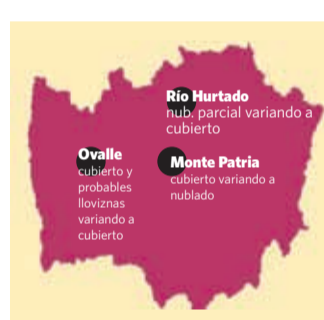 Río Hurtado
nub. parcial variando a
cubierto
Ovalle
cubierto y
probables
lloviznas
variando a
cubierto
Monte Patria
cubierto variando a
nublado